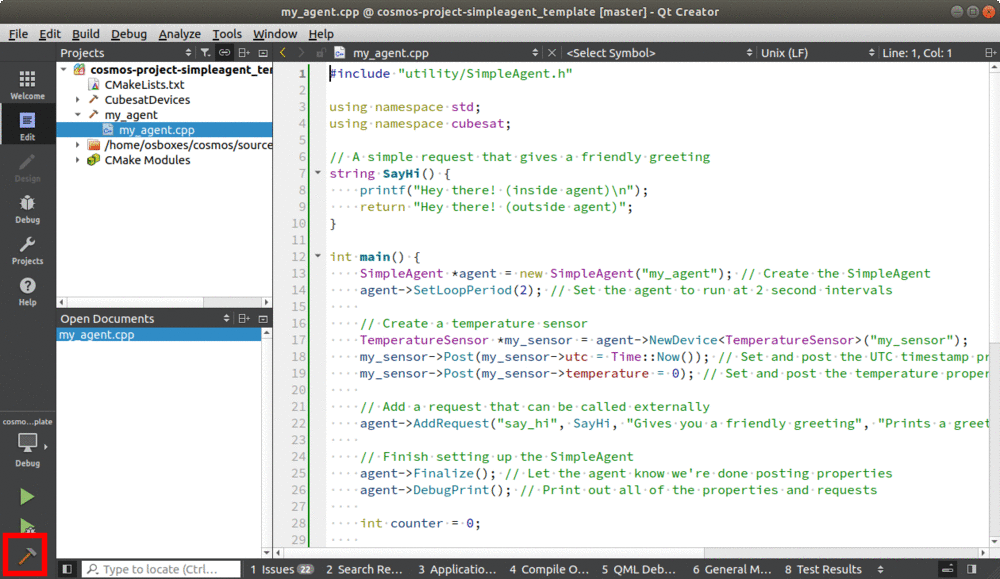 my_agent.cpp @ cosmos-project-simpleagent_template [master] - Qt Creator
File Edit Build Debug Analyze Tools Window Help
Projects my_agent.cpp <Select Symbol> Unix (LF) Line: 1, Col: 1
Welcome
Edit
Design
Debug
Projects
Help
cosmos-project-simpleagent_ter
CMakeLists.txt
CubesatDevices
my_agent
my_agent.cpp
/home/osboxes/cosmos/source
CMake Modules
Open Documents
my_agent.cpp
cosmo...plate
Debug
1 #include "utility/SimpleAgent.h"
2
3 using namespace std;
4 using namespace cubesat;
5
6 // A simple request that gives a friendly greeting
7 string SayHi() {
8 printf("Hey there! (inside agent)\n");
9 return "Hey there! (outside agent)";
10 }
11
12 int main() {
13 SimpleAgent *agent = new SimpleAgent("my_agent"); // Create the SimpleAgent
14 agent->SetLoopPeriod(2); // Set the agent to run at 2 second intervals
15
16 // Create a temperature sensor
17 TemperatureSensor *my_sensor = agent->NewDevice<TemperatureSensor>("my_sensor");
18 my_sensor->Post(my_sensor->utc = Time::Now()); // Set and post the UTC timestamp pr
19 my_sensor->Post(my_sensor->temperature = 0); // Set and post the temperature proper
20
21 // Add a request that can be called externally
22 agent->AddRequest("say_hi", SayHi, "Gives you a friendly greeting", "Prints a greet
23
24 // Finish setting up the SimpleAgent
25 agent->Finalize(); // Let the agent know we're done posting properties
26 agent->DebugPrint(); // Print out all of the properties and requests
27
28 int counter = 0;
29
Type to locate (Ctrl... 1 Issues 22 2 Search Re... 3 Applicatio... 4 Compile O... 5 QML Deb... 6 General M... 8 Test Results